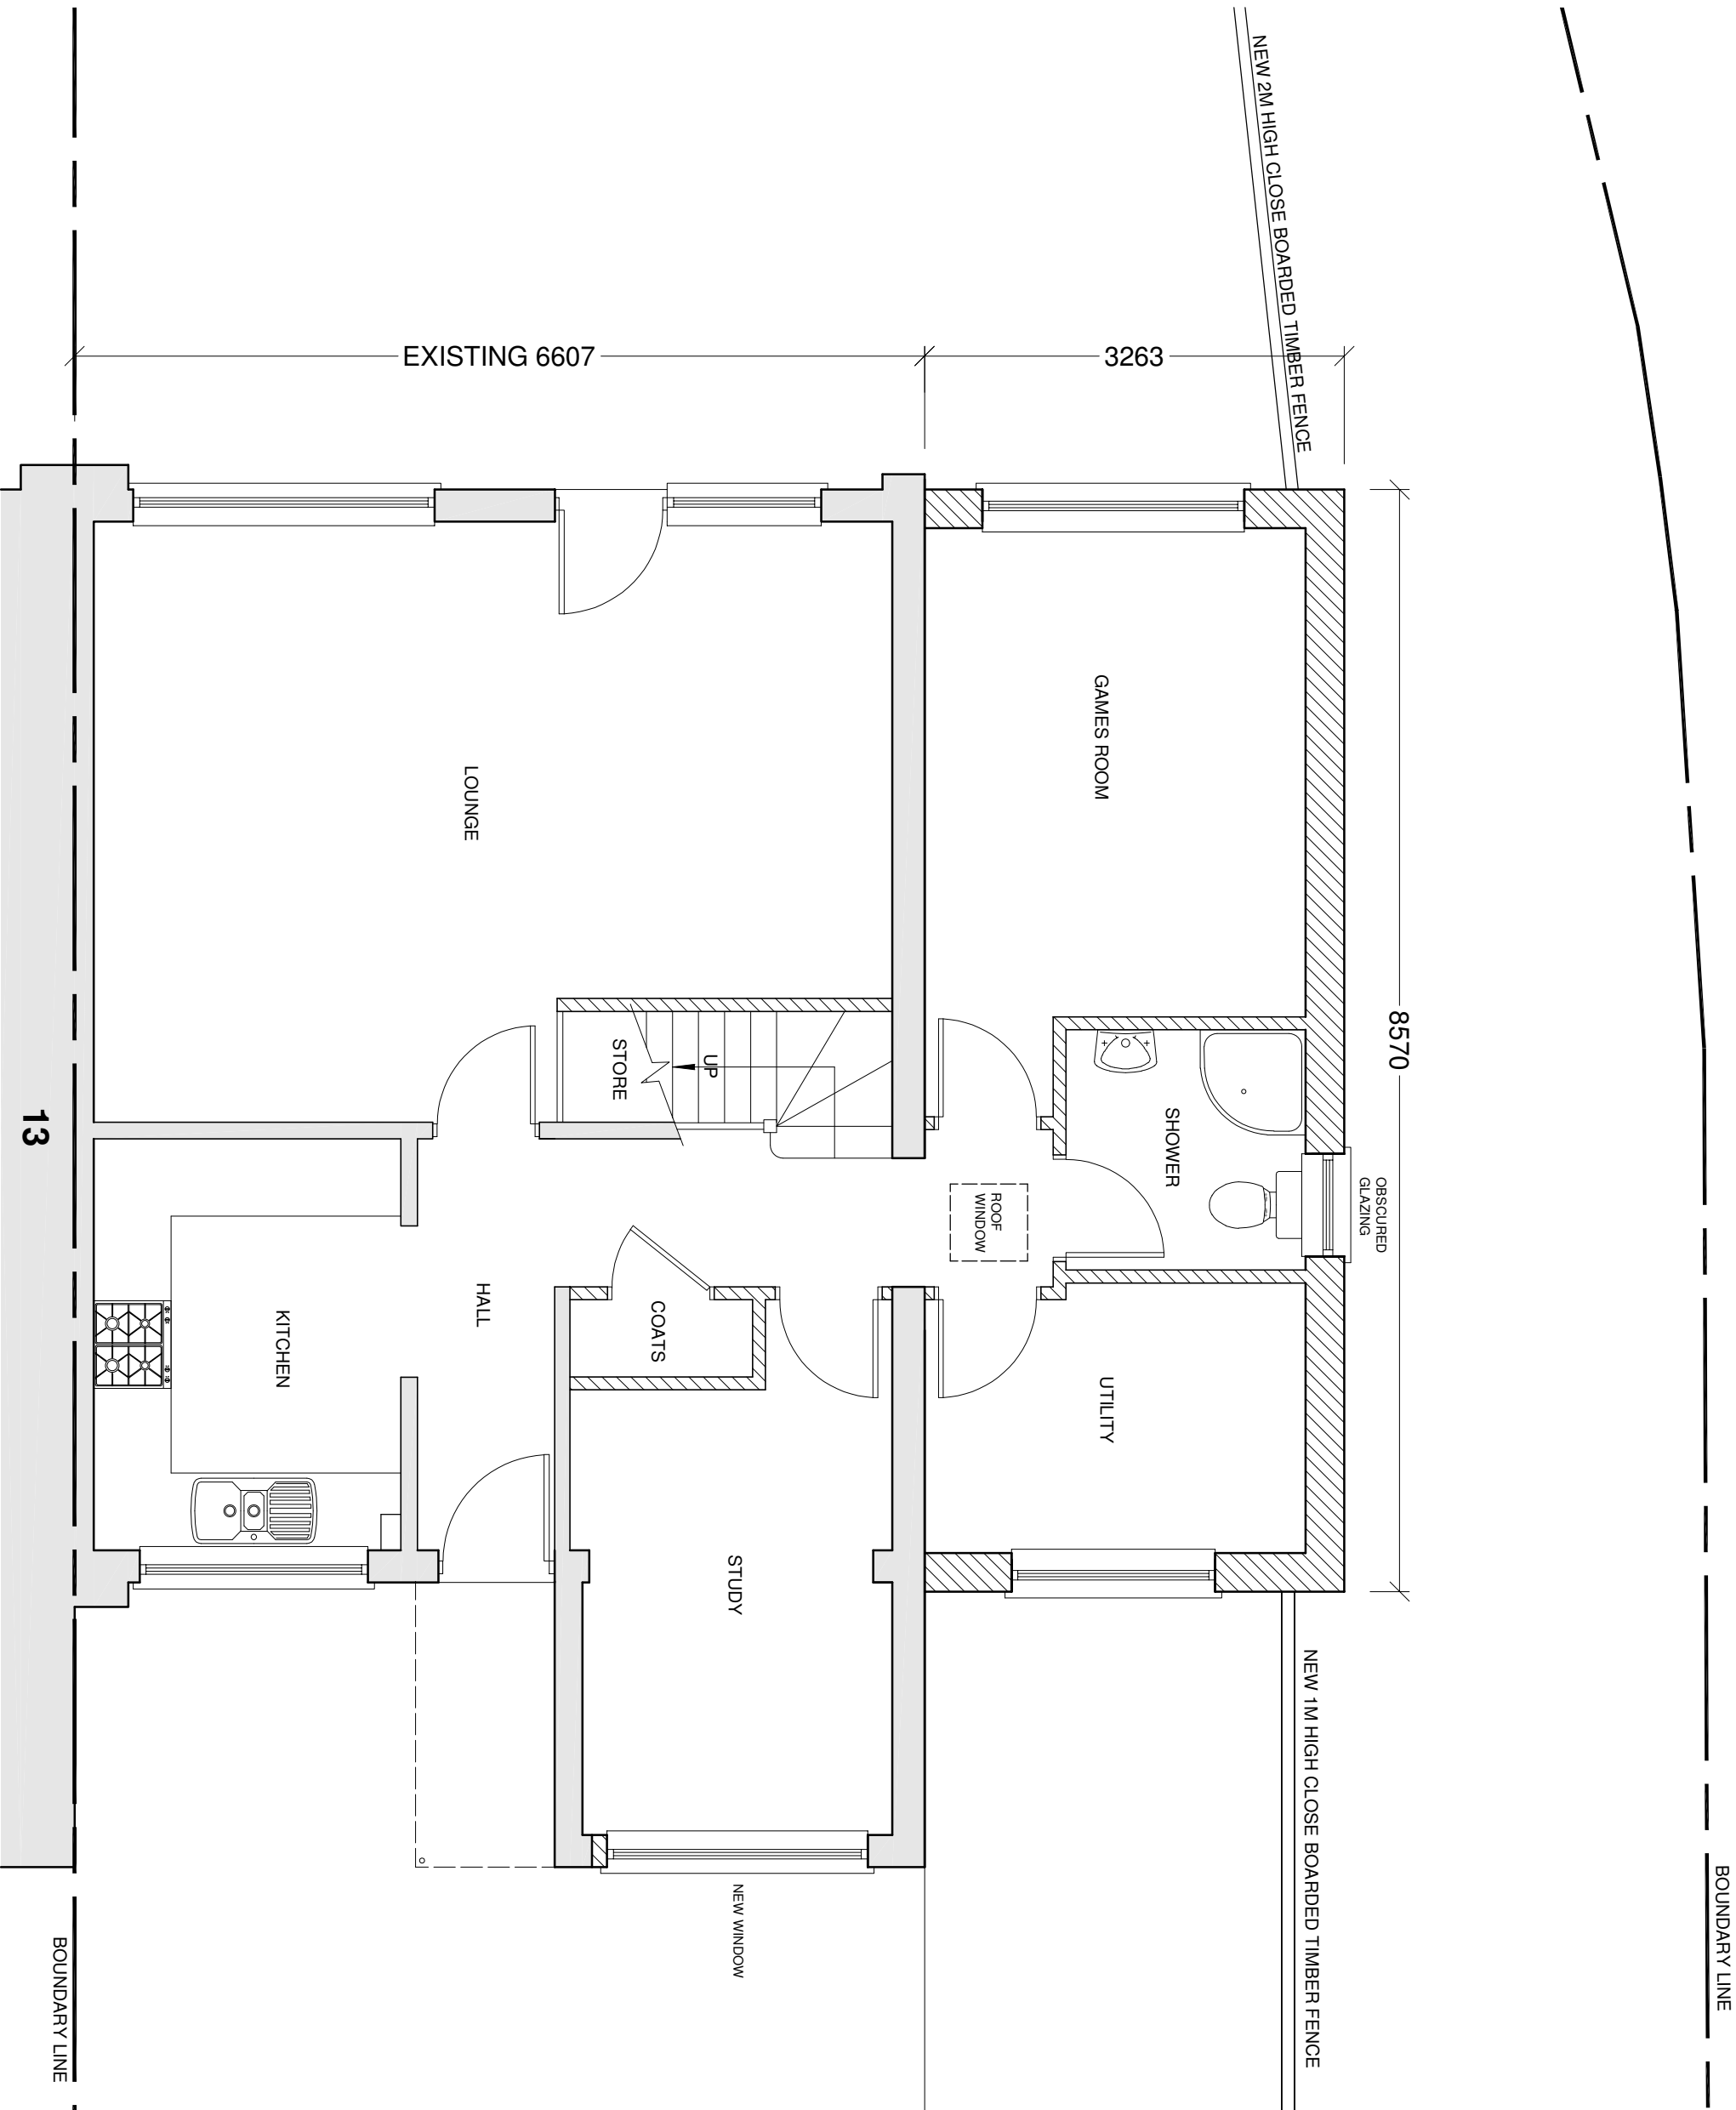 NEW 2M HIGH CLOSE BOARDED TIMBER FENCE
EXISTING 6607
3263
GAMES ROOM
LOUNGE
8570
STORE
UP
SHOWER
13
OBSCURED
GLAZING
ROOF
WINDOW
HALL
COATS
KITCHEN
UTILITY
STUDY
NEW 1M HIGH CLOSE BOARDED TIMBER FENCE
NEW WINDOW
BOUNDARY LINE
BOUNDARY LINE